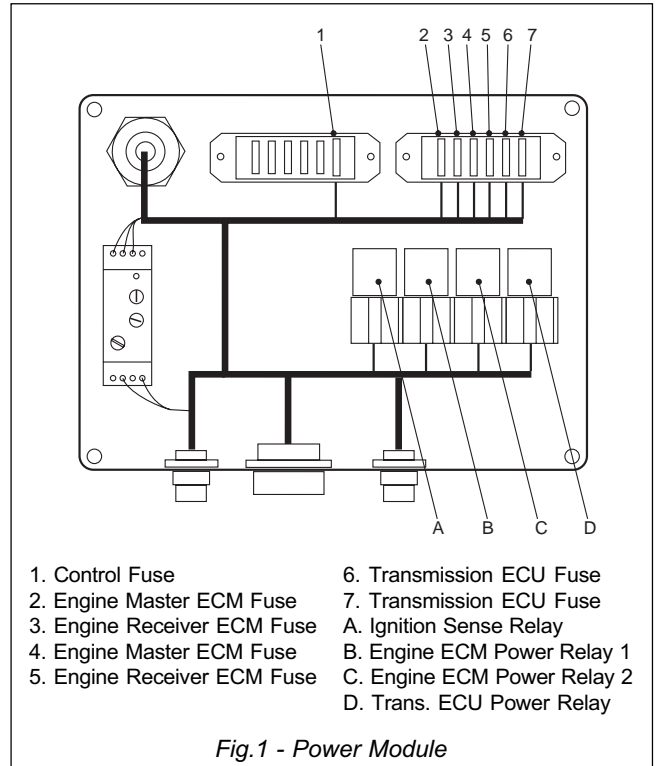 1 2 3 4 5 6 7
A B C D
1. Control Fuse
2. Engine Master ECM Fuse
3. Engine Receiver ECM Fuse
4. Engine Master ECM Fuse
5. Engine Receiver ECM Fuse
6. Transmission ECU Fuse
7. Transmission ECU Fuse
A. Ignition Sense Relay
B. Engine ECM Power Relay 1
C. Engine ECM Power Relay 2
D. Trans. ECU Power Relay
Fig.1 - Power Module